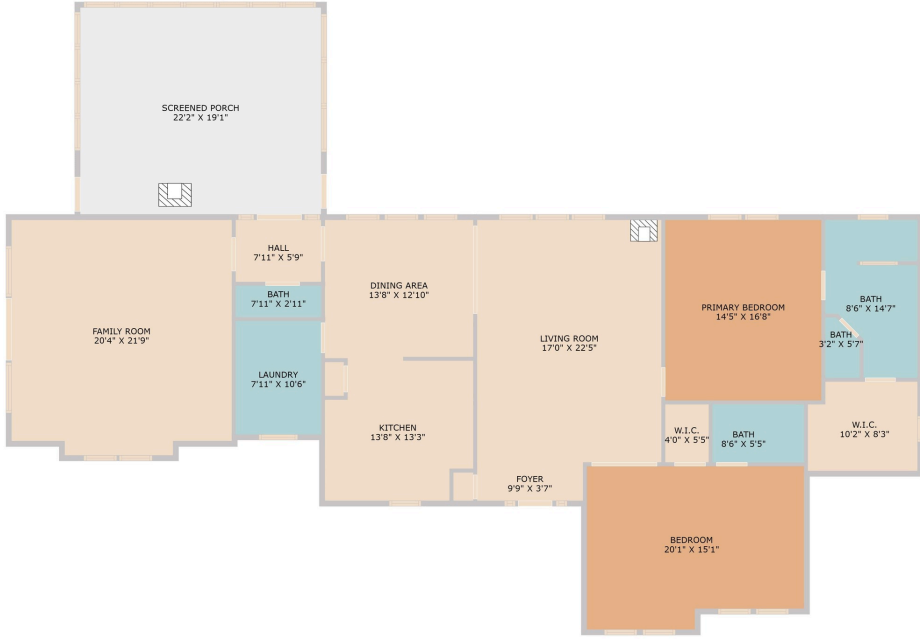 SCREENED PORCH
22'2" X 19'1"
HALL
7'11" X 5'9"
BATH
7'11" X 2'11"
DINING AREA
13'8" X 12'10"
FAMILY ROOM
20'4" X 21'9"
LAUNDRY
7'11" X 10'6"
KITCHEN
13'8" X 13'3"
LIVING ROOM
17'0" X 22'5"
FOYER
9'9" X 3'7"
PRIMARY BEDROOM
14'5" X 16'8"
BATH
8'6" X 14'7"
BATH
3'2" X 5'7"
W.I.C.
4'0" X 5'5"
BATH
8'6" X 5'5"
W.I.C.
10'2" X 8'3"
BEDROOM
20'1" X 15'1"